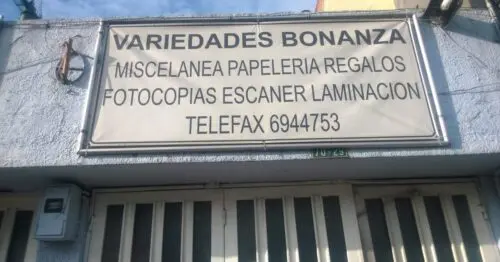 VARIEDADES BONANZA
MISCELANEA PAPELERIA REGALOS
FOTOCOPIAS ESCANER LAMINACION
TELEFAX 6944753